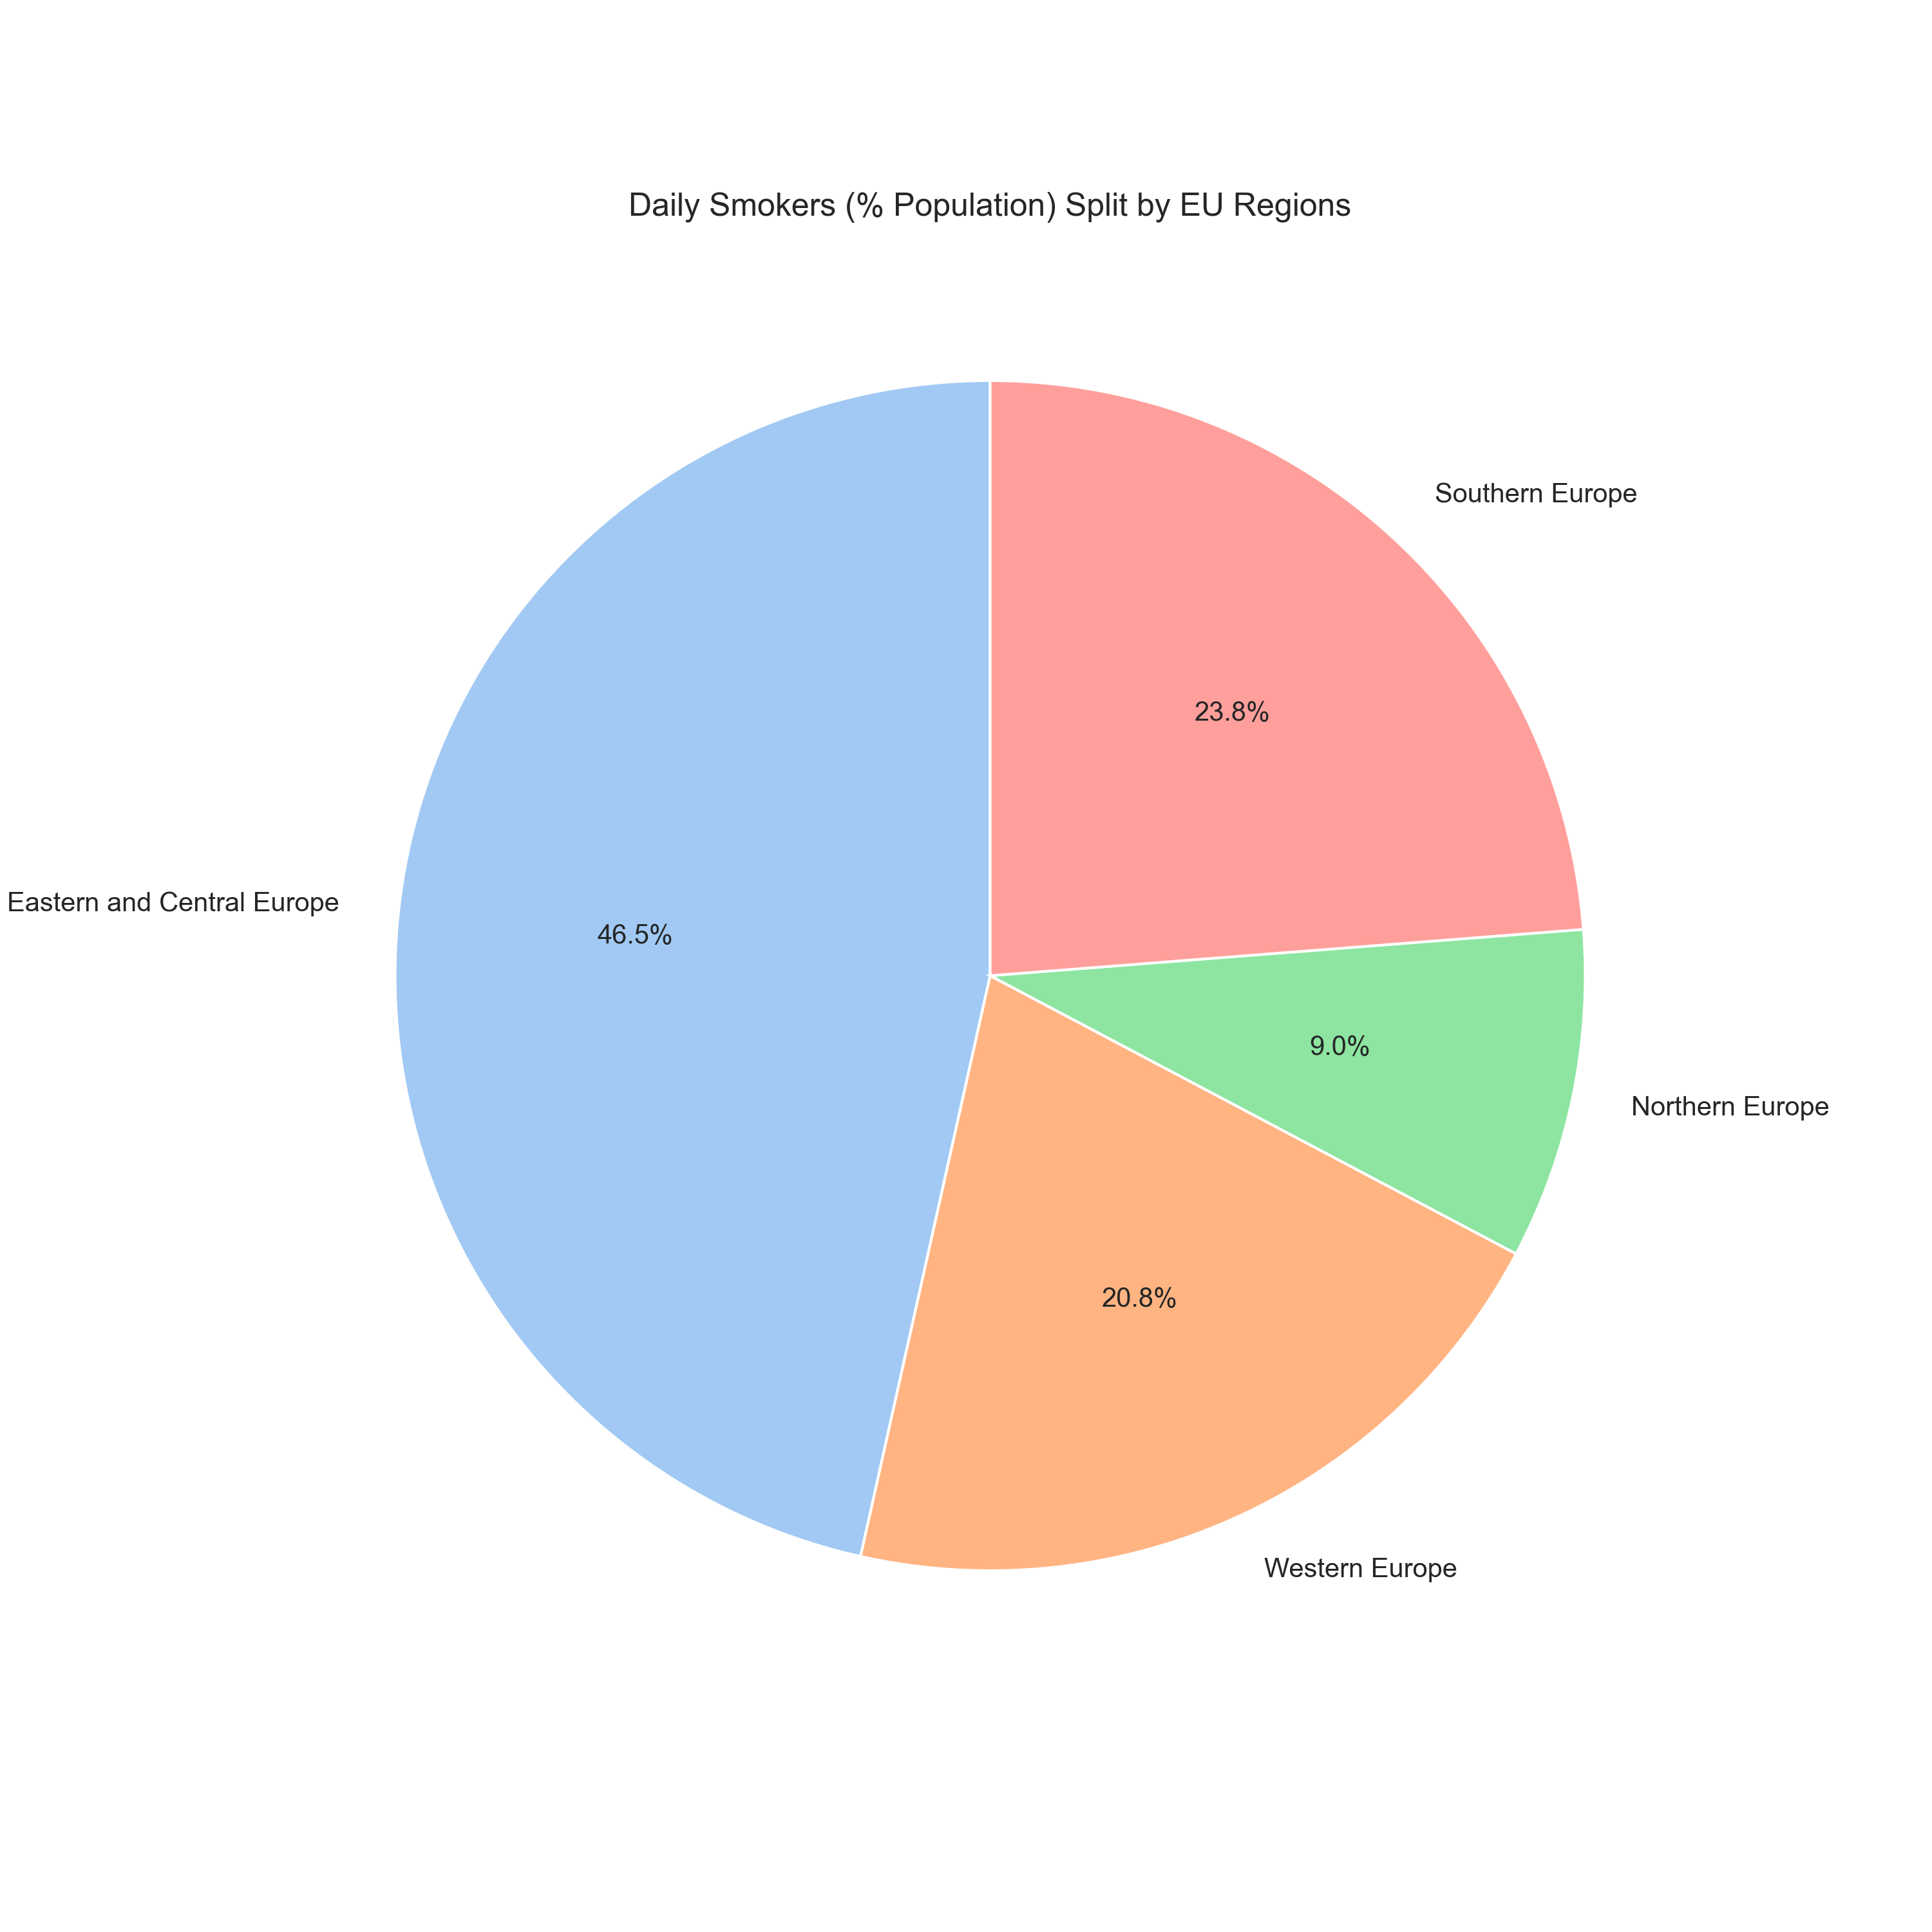 Daily Smokers (% Population) Split by EU Regions
Southern Europe
23.8%
Eastern and Central Europe
46.5%
9.0%
Northern Europe
20.8%
Western Europe